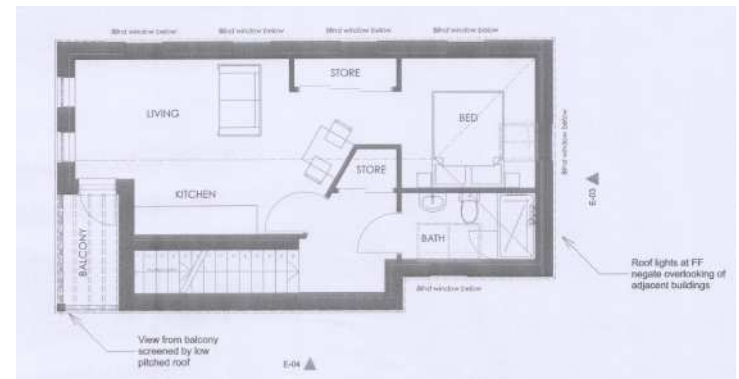 Blind window below
Blind window below
Blind window below
Blind window below
STORE
LIVING
BED
Blind window below
STORE
KITCHEN
E-03
BALCONY
BATH
Roof lights at FF
negate overlooking of
adjacent buildings
Blind window below
View from balcony
screened by low
pitched roof
E-04